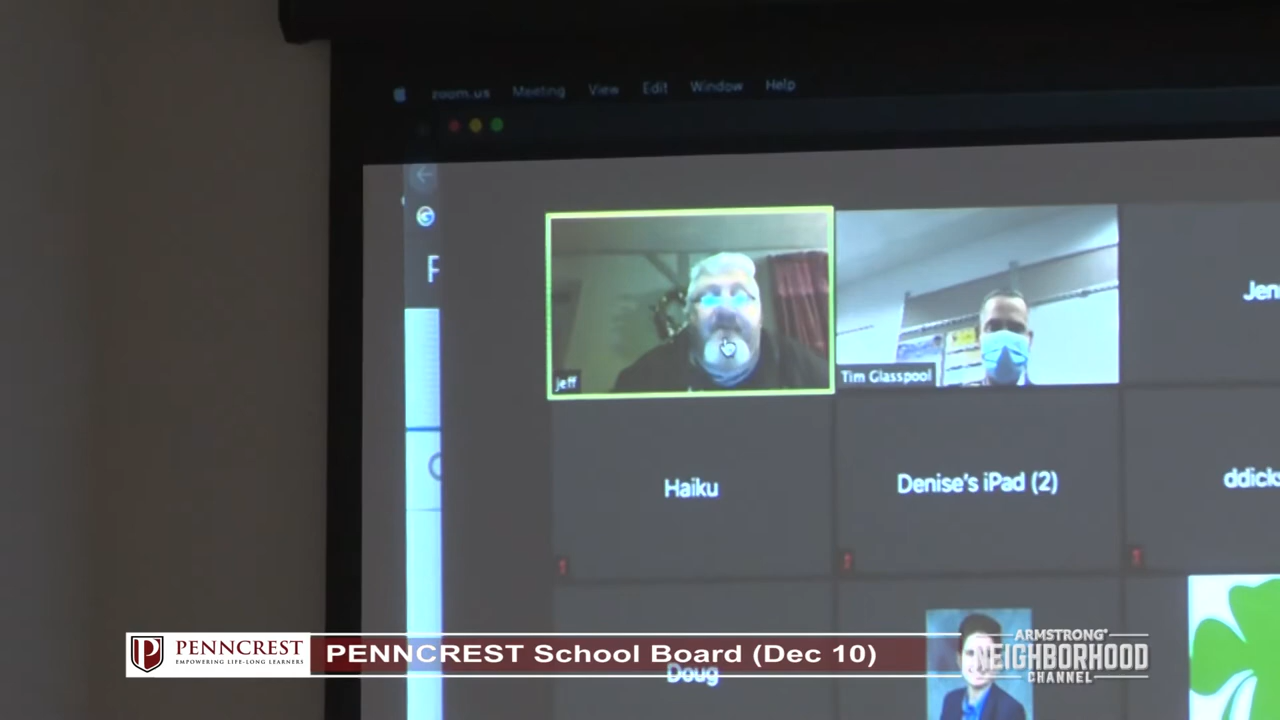 zoom.us Meeting View Edit Window Help
F
jeff
Tim Glasspool
Jen
Haiku
Denise's iPad (2)
ddicks
Doug
PENNCREST
EMPOWERING LIFE-LONG LEARNERS
PENNCREST School Board (Dec 10)
ARMSTRONG
NEIGHBORHOOD
CHANNEL